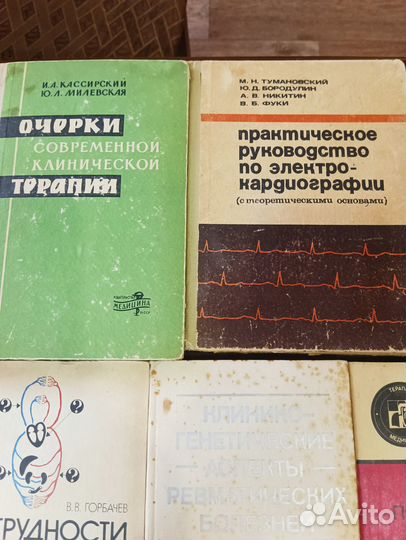 И.А.КАССИРСКИЙ
Ю.Л.МИЛЕВСКАЯ
ОЧЕРКИ
СОВРЕМЕННОЙ
КЛИНИЧЕСКОЙ
ТЕРАПИИ
МЕДИЦИНА
М. Н. ТУМАНОВСКИЙ
Ю. Д. БОРОДУЛИН
А. В. НИКИТИН
В. Б. ФУКИ
практическое
руководство
по электро-
кардиографии
(с теоретическими основами)
В.В. ГОРБАЧЕВ
ТРУДНОСТИ
КЛИНИКО-
ГЕНЕТИЧЕСКИЕ
АСПЕКТЫ
РЕВМАТИЧЕСКИХ
БОЛЕЗНЕЙ
Avito